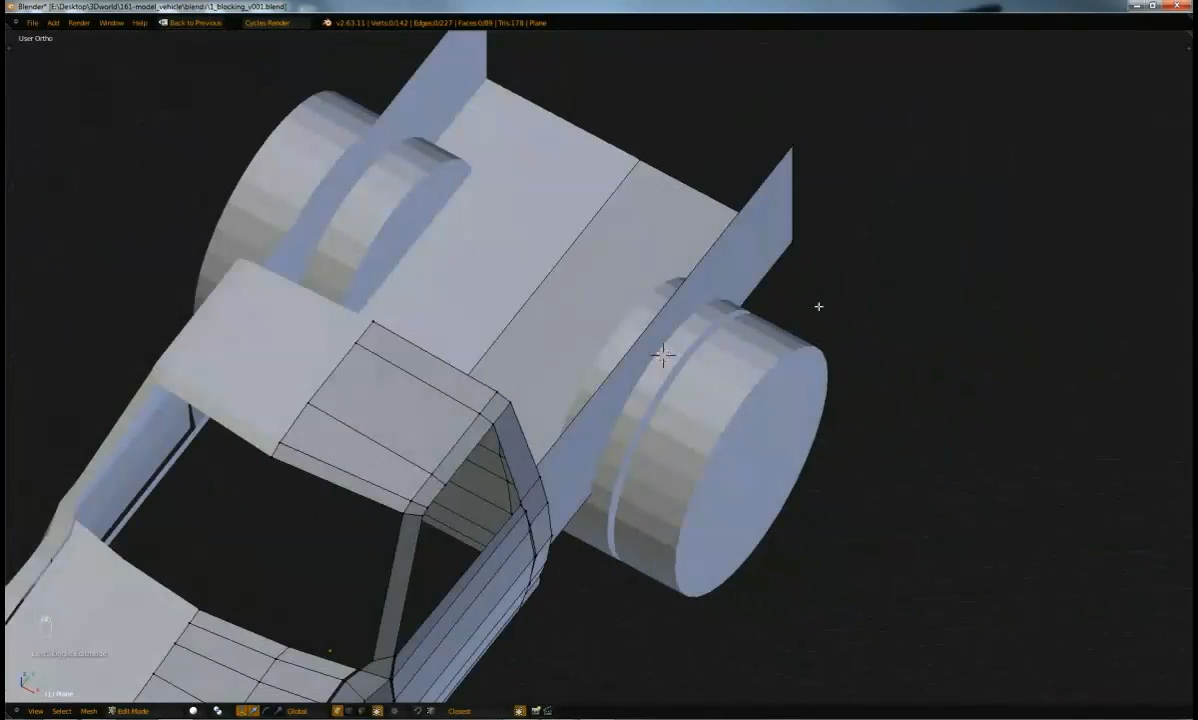 Blender* [E:\Desktop\3Dworld\161-model_vehicle\blends\1_blocking_v001.blend]
File Add Render Window Help Back to Previous Cycles Render v2.63.11 | Verts:0/142 | Edges:0/227 | Faces:0/89 | Tris:178 | Plane
User Ortho
(1) Plane
View Select Mesh Edit Mode Global Closest